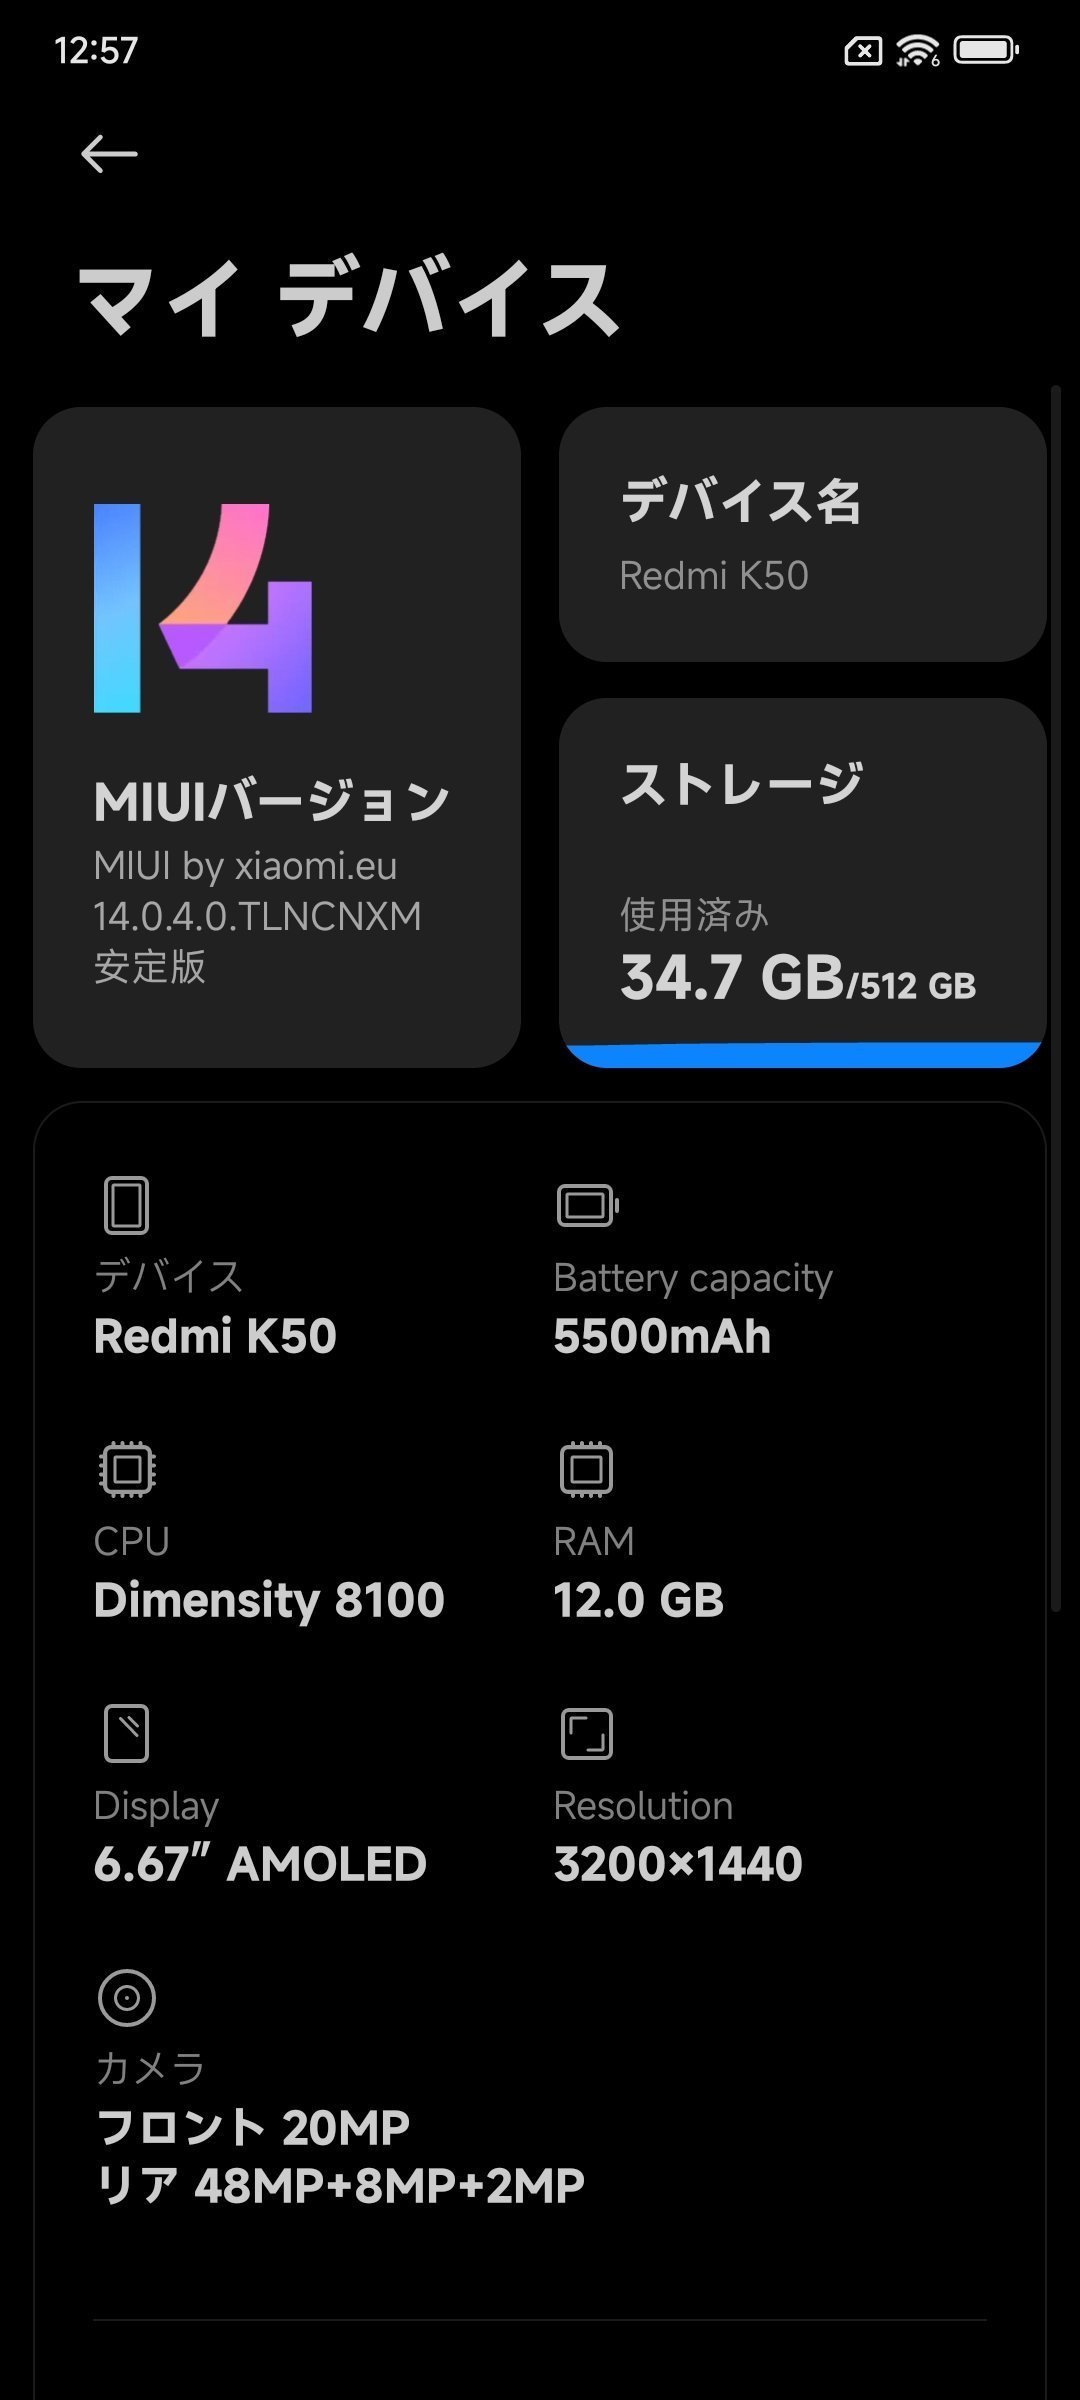 12:57
6
マイ デバイス
14
MIUIバージョン
MIUI by xiaomi.eu
14.0.4.0.TLNCNXM
安定版
デバイス名
Redmi K50
ストレージ
使用済み
34.7 GB/512 GB
デバイス
Redmi K50
Battery capacity
5500mAh
CPU
Dimensity 8100
RAM
12.0 GB
Display
6.67" AMOLED
Resolution
3200×1440
カメラ
フロント 20MP
リア 48MP+8MP+2MP